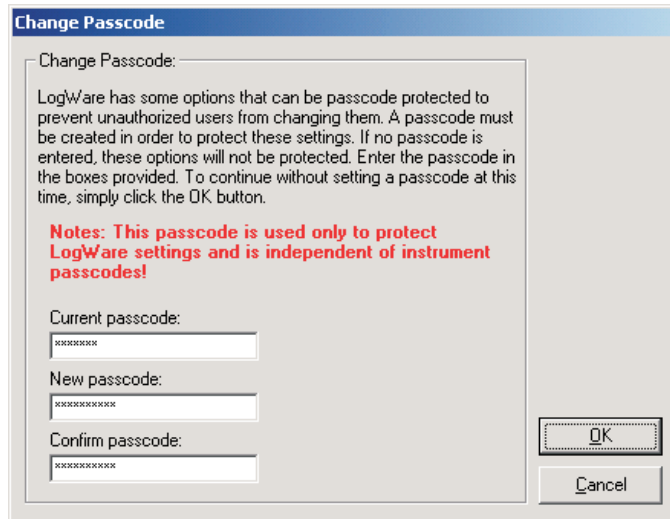 Change Passcode
Change Passcode:
LogWare has some options that can be passcode protected to
prevent unauthorized users from changing them. A passcode must
be created in order to protect these settings. If no passcode is
entered, these options will not be protected. Enter the passcode in
the boxes provided. To continue without setting a passcode at this
time, simply click the OK button.
Notes: This passcode is used only to protect
LogWare settings and is independent of instrument
passcodes!
Current passcode:
*******
New passcode:
**********
Confirm passcode:
**********
OK
Cancel